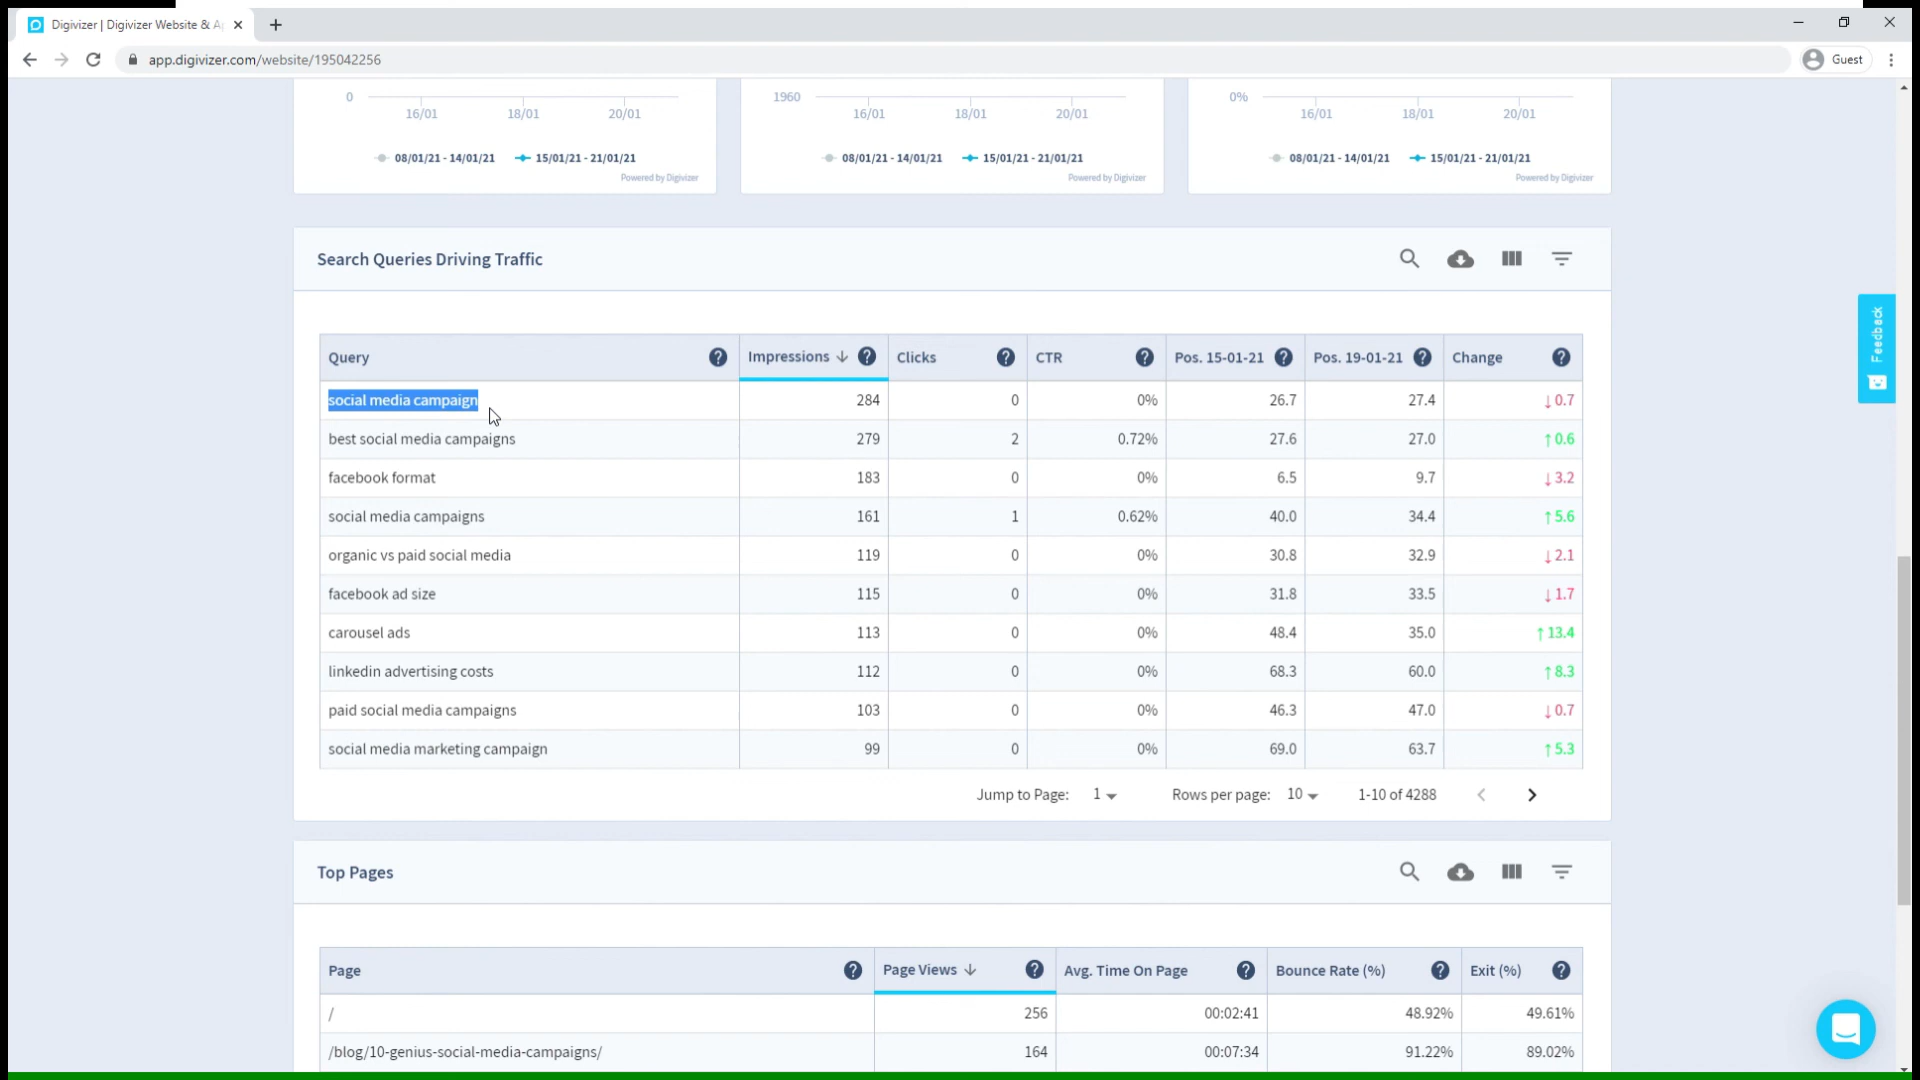 Digivizer | Digivizer Website & A
app.digivizer.com/website/195042256
Guest
0
16/01 18/01 20/01
08/01/21 - 14/01/21 15/01/21 - 21/01/21
Powered by Digivizer
1960
16/01 18/01 20/01
08/01/21 - 14/01/21 15/01/21 - 21/01/21
Powered by Digivizer
0%
16/01 18/01 20/01
08/01/21 - 14/01/21 15/01/21 - 21/01/21
Powered by Digivizer
Search Queries Driving Traffic
Feedback
Query ? Impressions ↓ ? Clicks ? CTR ? Pos. 15-01-21 ? Pos. 19-01-21 ? Change ?
social media campaign 284 0 0% 26.7 27.4 ↓0.7
best social media campaigns 279 2 0.72% 27.6 27.0 ↑0.6
facebook format 183 0 0% 6.5 9.7 ↓3.2
social media campaigns 161 1 0.62% 40.0 34.4 ↑5.6
organic vs paid social media 119 0 0% 30.8 32.9 ↓2.1
facebook ad size 115 0 0% 31.8 33.5 ↓1.7
carousel ads 113 0 0% 48.4 35.0 ↑13.4
linkedin advertising costs 112 0 0% 68.3 60.0 ↑8.3
paid social media campaigns 103 0 0% 46.3 47.0 ↓0.7
social media marketing campaign 99 0 0% 69.0 63.7 ↑5.3
Jump to Page: 1 Rows per page: 10 1-10 of 4288
Top Pages
Page ? Page Views ↓ ? Avg. Time On Page ? Bounce Rate (%) ? Exit (%) ?
/ 256 00:02:41 48.92% 49.61%
/blog/10-genius-social-media-campaigns/ 164 00:07:34 91.22% 89.02%